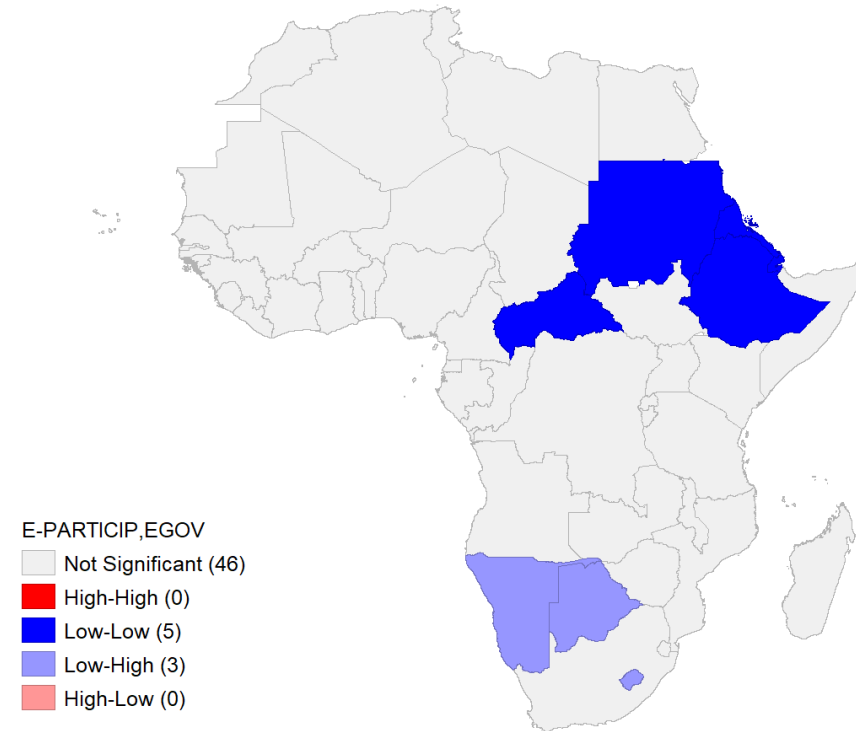 E-PARTICIP,EGOV
Not Significant (46)
High-High (0)
Low-Low (5)
Low-High (3)
High-Low (0)